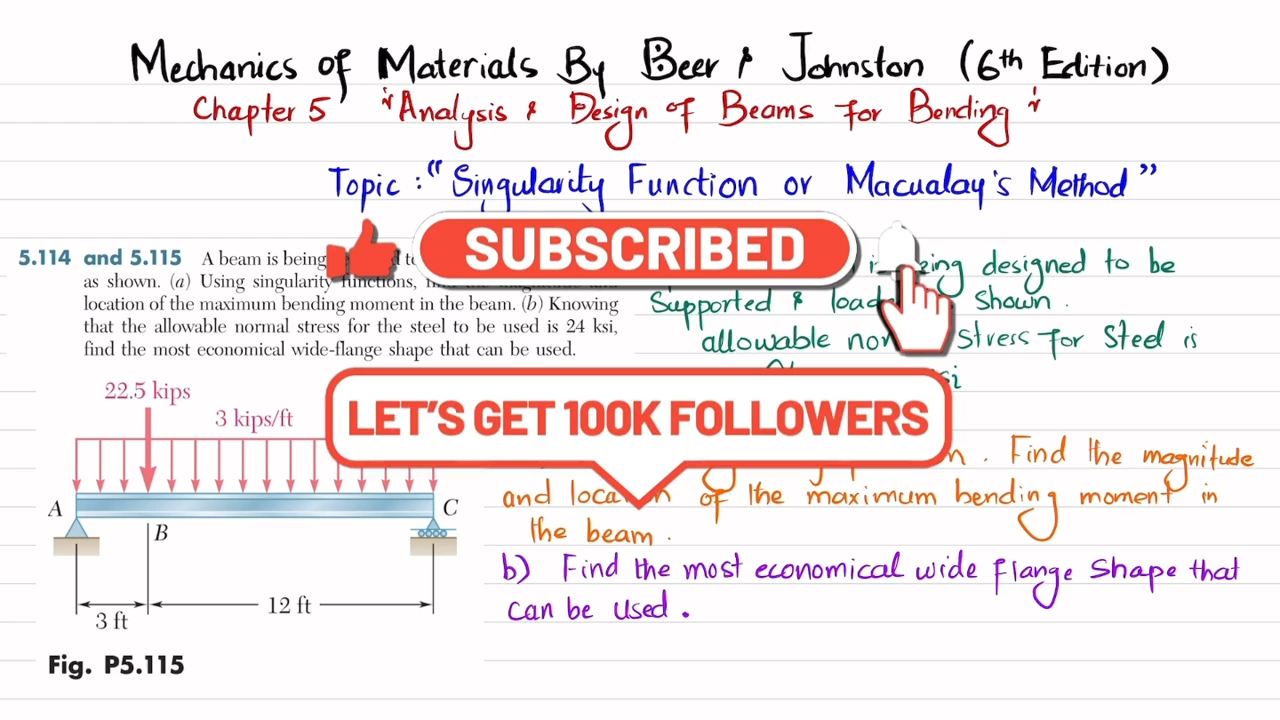 Mechanics of Materials By Beer & Johnston (6th Edition)
Chapter 5 "Analysis & Design of Beams for Bending"
Topic : "Singularity Function or Macualay's Method"
SUBSCRIBED
5.114 and 5.115 A beam is being
as shown. (a) Using singularity functions,
location of the maximum bending moment in the beam. (b) Knowing
that the allowable normal stress for the steel to be used is 24 ksi,
find the most economical wide-flange shape that can be used.
designed to be
Supported & shown.
allowable stress for steel is
LET'S GET 100K FOLLOWERS
. Find the magnitude
and of the maximum bending moment in
the beam.
b) Find the most economical wide flange shape that
can be used.
22.5 kips
3 kips/ft
A
B
C
3 ft
12 ft
Fig. P5.115